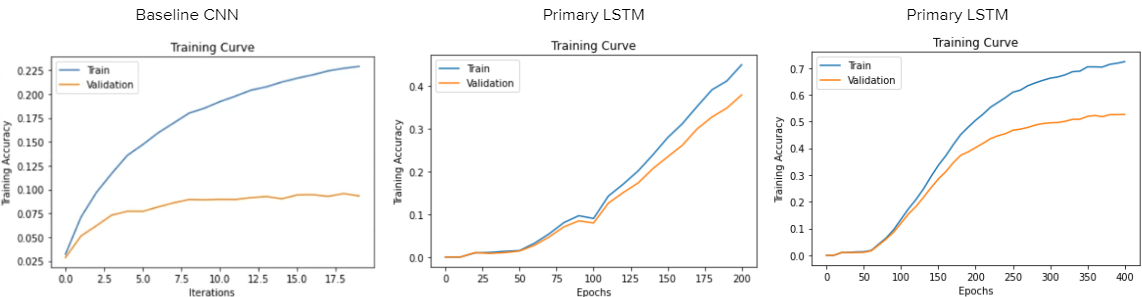 Baseline CNN
Training Curve
Train
Validation
Training Accuracy
0.225
0.200
0.175
0.150
0.125
0.100
0.075
0.050
0.025
0.0 2.5 5.0 7.5 10.0 12.5 15.0 17.5
Iterations
Primary LSTM
Training Curve
Train
Validation
Training Accuracy
0.4
0.3
0.2
0.1
0.0
0 25 50 75 100 125 150 175 200
Epochs
Primary LSTM
Training Curve
Train
Validation
Training Accuracy
0.7
0.6
0.5
0.4
0.3
0.2
0.1
0.0
0 50 100 150 200 250 300 350 400
Epochs